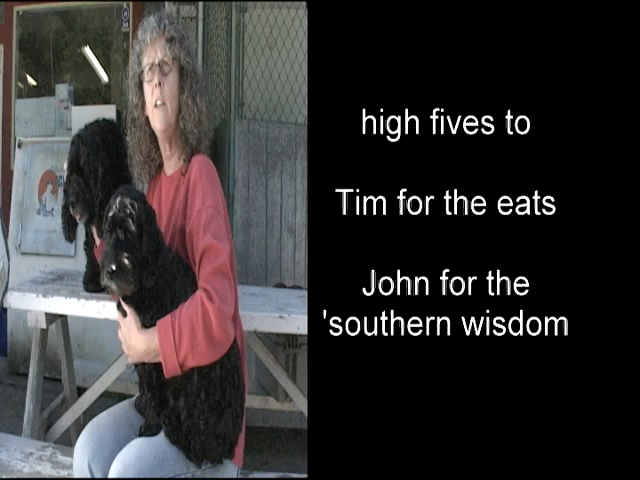 high fives to
Tim for the eats
John for the
'southern wisdom